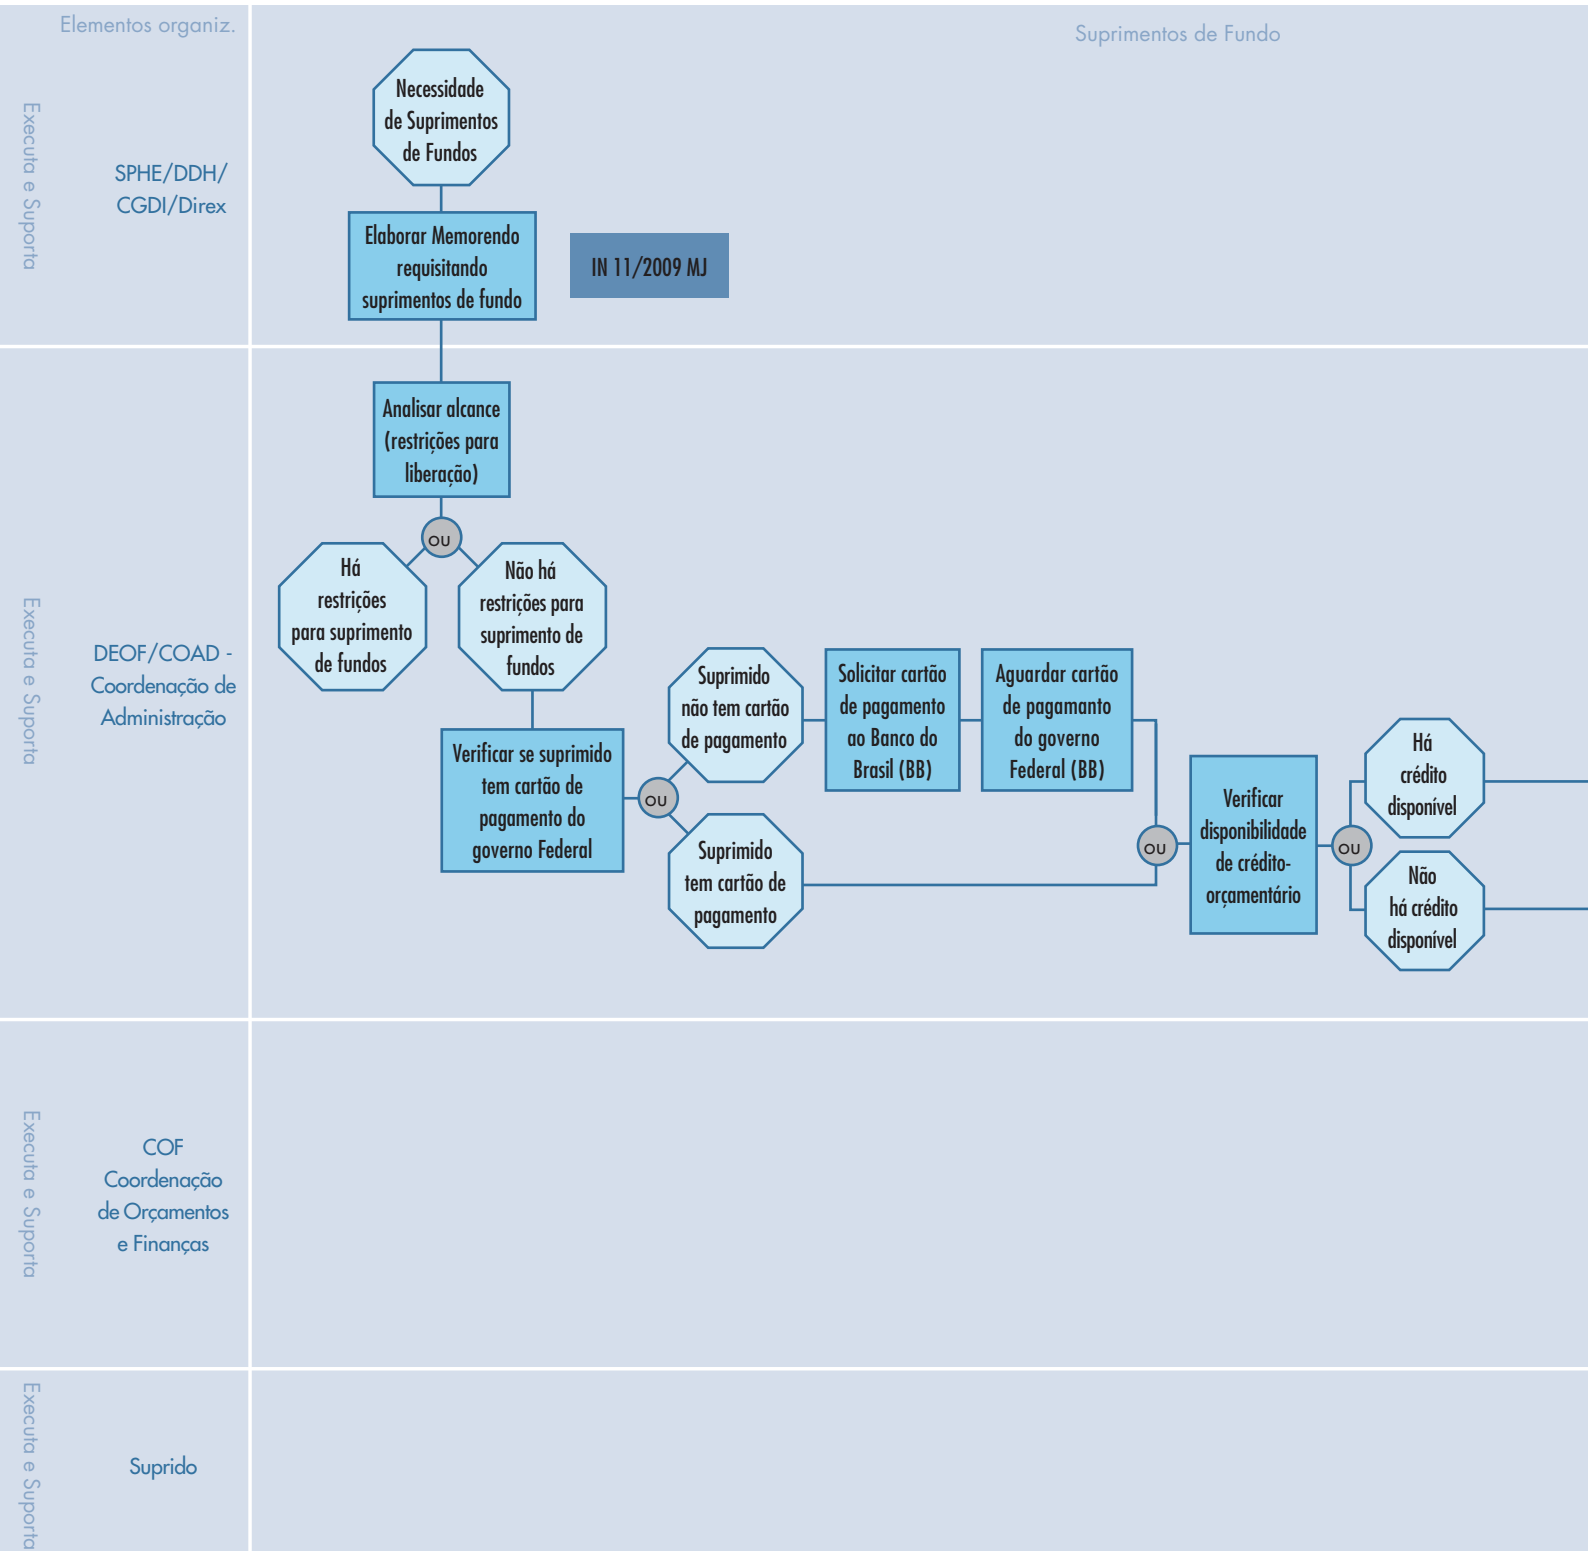 Elementos organiz.
Suprimentos de Fundo
Executa e Suporta
SPHE/DDH/
CGDI/Direx
Necessidade
de Suprimentos
de Fundos
Elaborar Memorendo
requisitando
suprimentos de fundo
IN 11/2009 MJ
Executa e Suporta
DEOF/COAD -
Coordenação de
Administração
Analisar alcance
(restrições para
liberação)
OU
Há
restrições
para suprimento
de fundos
Não há
restrições para
suprimento de
fundos
Verificar se suprimido
tem cartão de
pagamento do
governo Federal
OU
Suprimido
não tem cartão
de pagamento
Suprimido
tem cartão de
pagamento
Solicitar cartão
de pagamento
ao Banco do
Brasil (BB)
Aguardar cartão
de pagamanto
do governo
Federal (BB)
OU
Verificar
disponibilidade
de crédito-
orçamentário
OU
Há
crédito
disponível
Não
há crédito
disponível
Executa e Suporta
COF
Coordenação
de Orçamentos
e Finanças
Executa e Suporta
Suprido